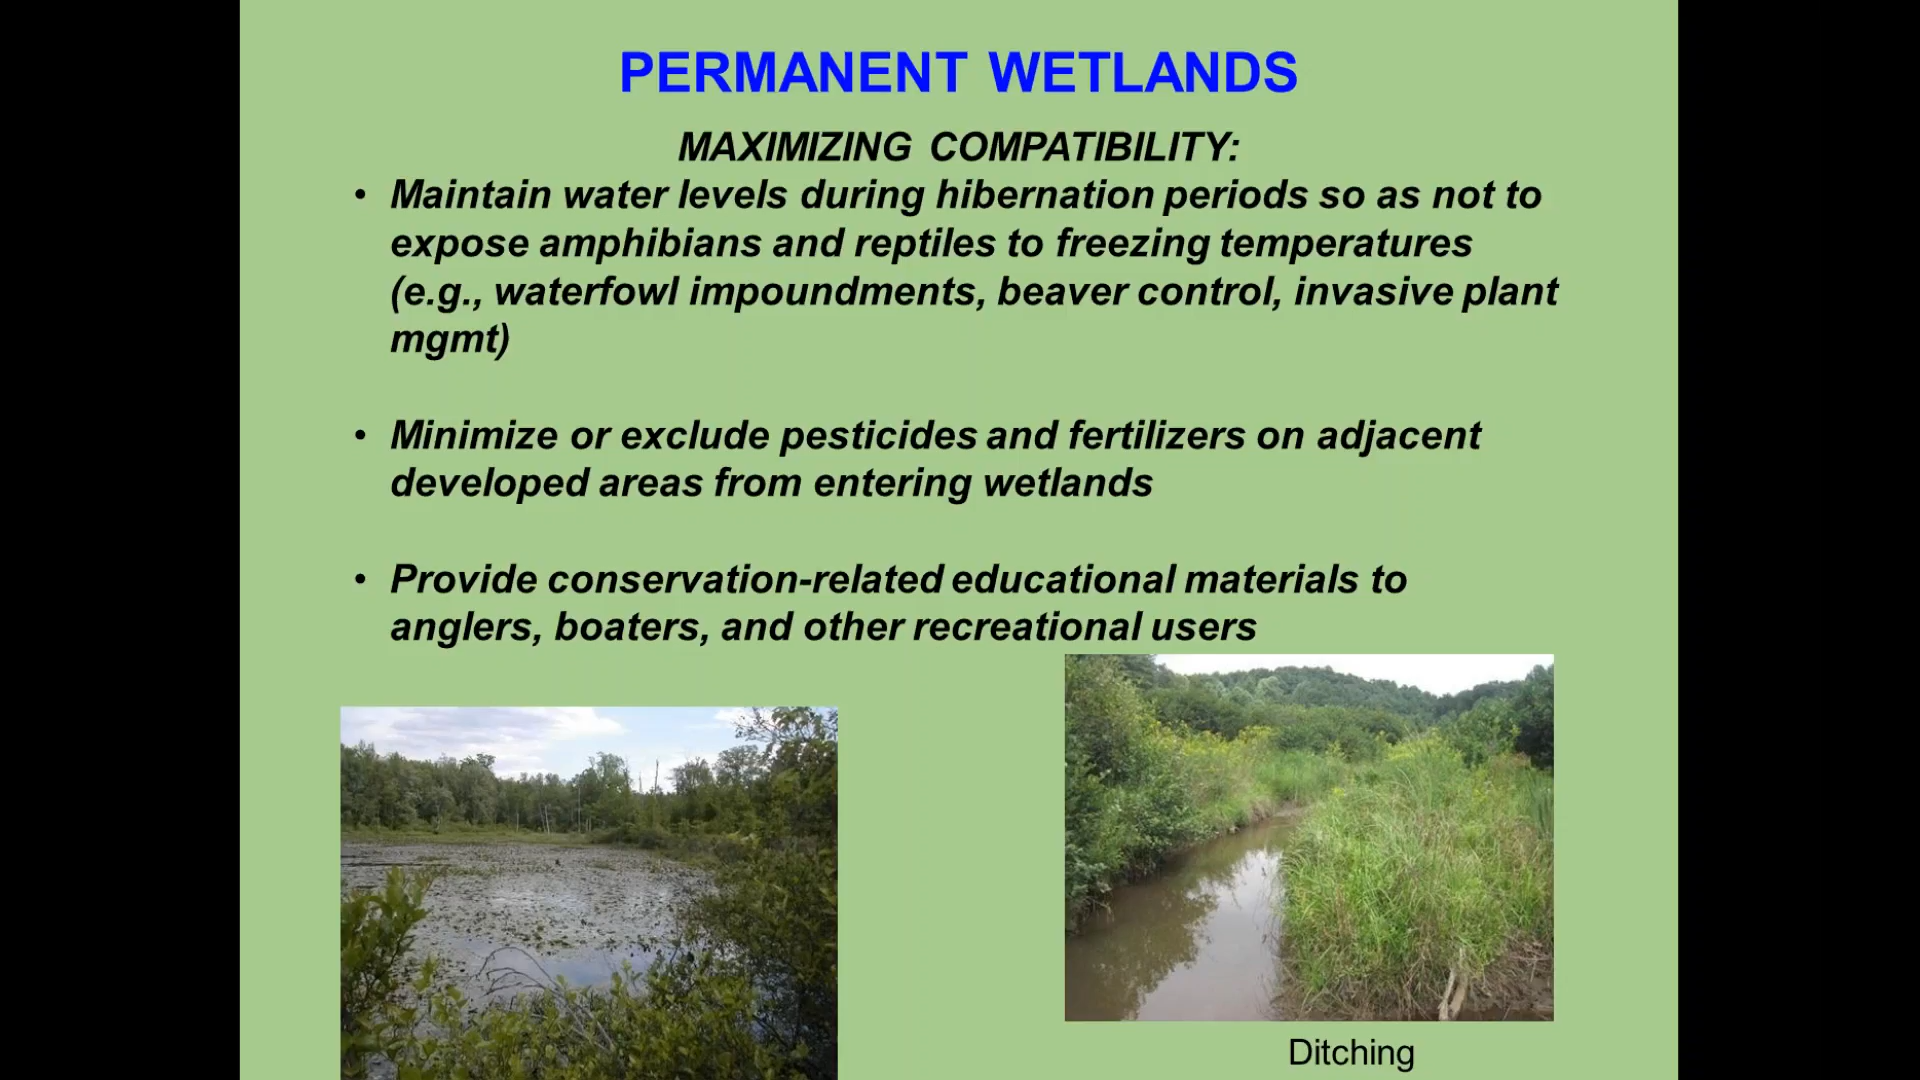 PERMANENT WETLANDS
MAXIMIZING COMPATIBILITY:
• Maintain water levels during hibernation periods so as not to
expose amphibians and reptiles to freezing temperatures
(e.g., waterfowl impoundments, beaver control, invasive plant
mgmt)
• Minimize or exclude pesticides and fertilizers on adjacent
developed areas from entering wetlands
• Provide conservation-related educational materials to
anglers, boaters, and other recreational users
Ditching